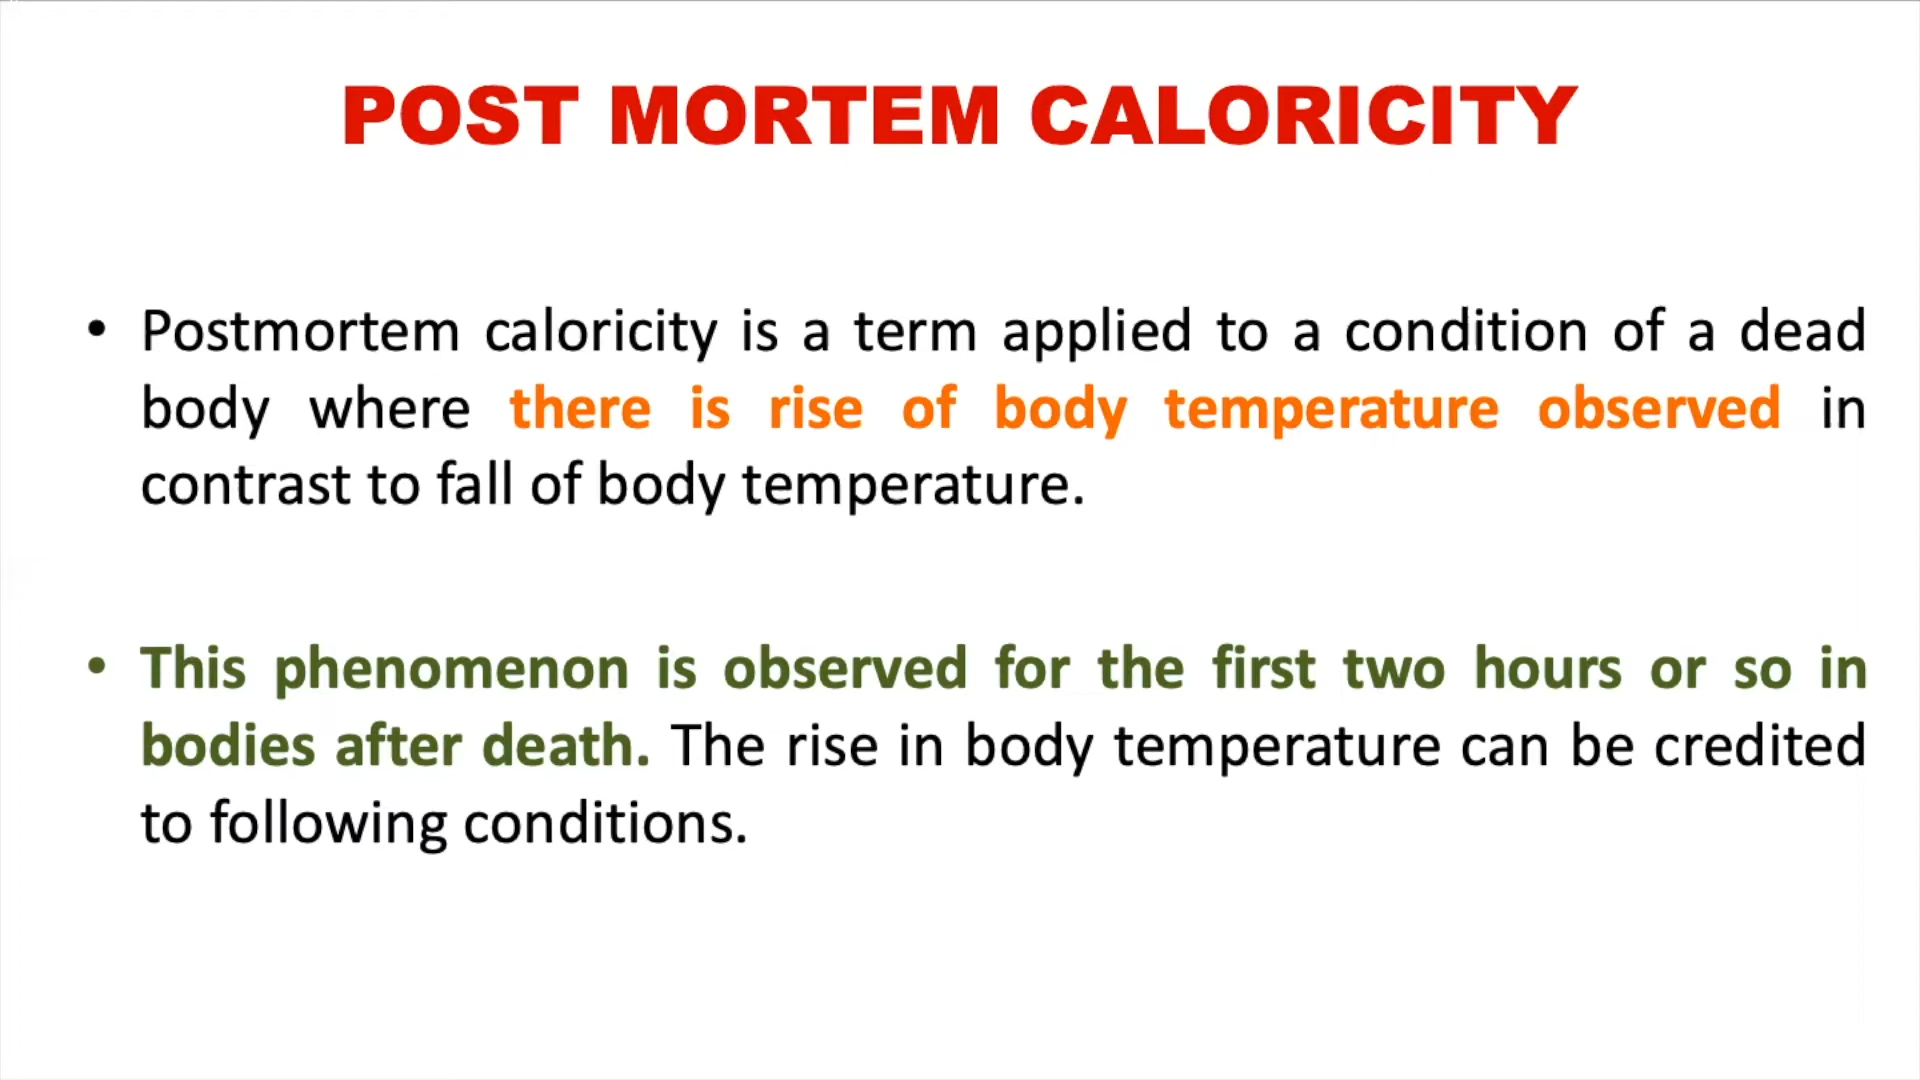 POST MORTEM CALORICITY
• Postmortem caloricity is a term applied to a condition of a dead
body where there is rise of body temperature observed in
contrast to fall of body temperature.
• This phenomenon is observed for the first two hours or so in
bodies after death. The rise in body temperature can be credited
to following conditions.